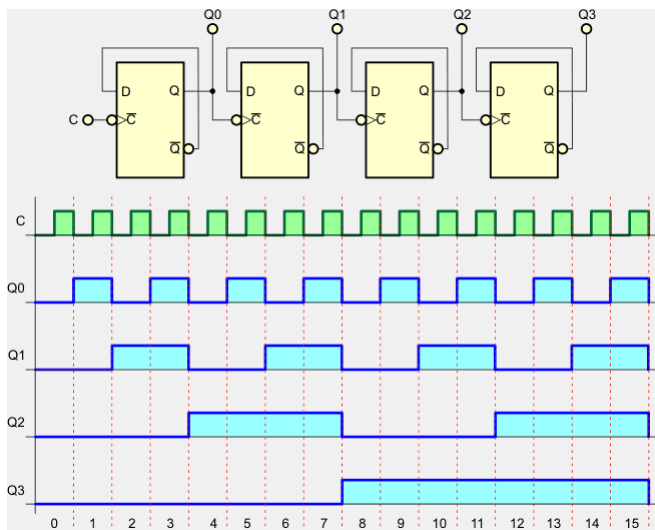 Q0 Q1 Q2 Q3
D Q D Q D Q D Q
C C̅ C̅ C̅ C̅
Q̅ Q̅ Q̅ Q̅
C
Q0
Q1
Q2
Q3
0 1 2 3 4 5 6 7 8 9 10 11 12 13 14 15